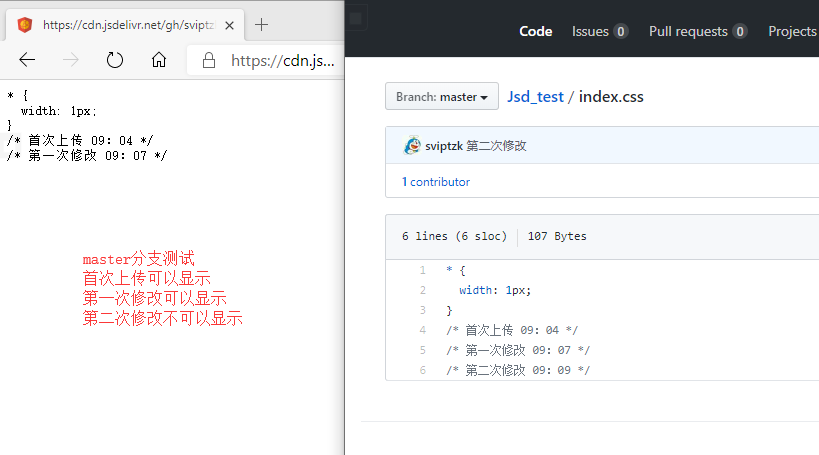 https://cdn.jsdelivr.net/gh/sviptz
https://cdn.js...
* {
width: 1px;
}
/* 首次上传 09: 04 */
/* 第一次修改 09: 07 */
master分支测试
首次上传可以显示
第一次修改可以显示
第二次修改不可以显示
Code Issues 0 Pull requests 0 Projects
Branch: master Jsd_test / index.css
sviptzk 第二次修改
1 contributor
6 lines (6 sloc) 107 Bytes
1 * {
2 width: 1px;
3 }
4 /* 首次上传 09: 04 */
5 /* 第一次修改 09: 07 */
6 /* 第二次修改 09: 09 */